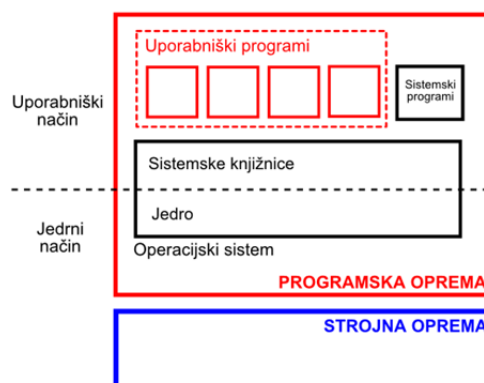 Uporabniški programi
Sistemski
programi
Uporabniški
način
Sistemske knjižnice
Jedro
Jedrni
način
Operacijski sistem
PROGRAMSKA OPREMA
STROJNA OPREMA